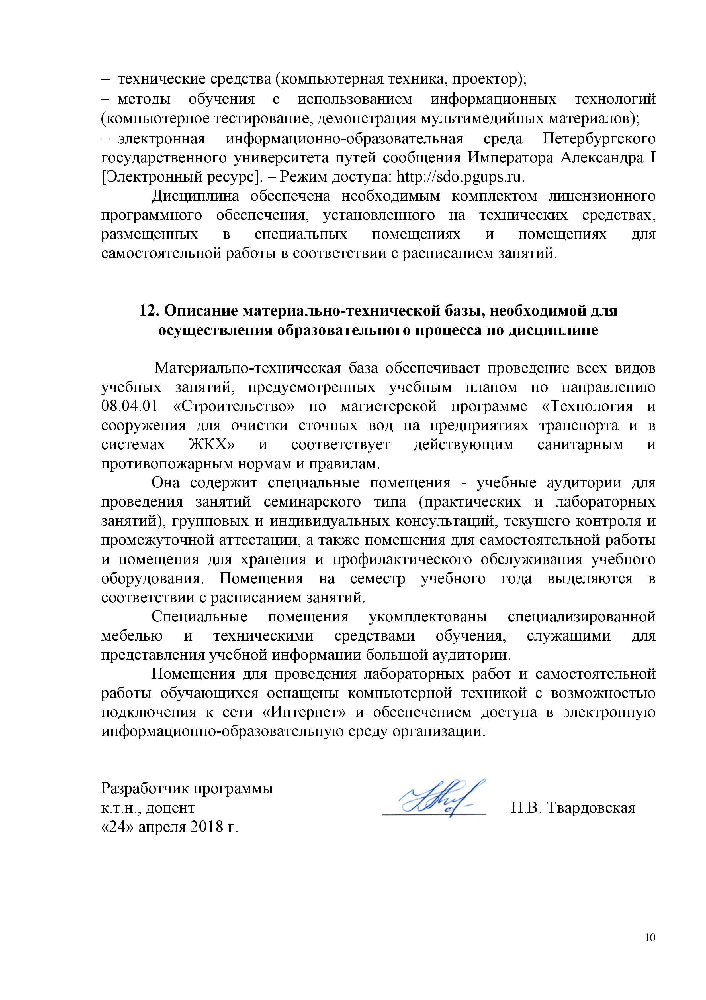 − технические средства (компьютерная техника, проектор);
− методы обучения с использованием информационных технологий
(компьютерное тестирование, демонстрация мультимедийных материалов);
− электронная информационно-образовательная среда Петербургского
государственного университета путей сообщения Императора Александра I
[Электронный ресурс]. – Режим доступа: http://sdo.pgups.ru.
Дисциплина обеспечена необходимым комплектом лицензионного
программного обеспечения, установленного на технических средствах,
размещенных в специальных помещениях и помещениях для
самостоятельной работы в соответствии с расписанием занятий.
12. Описание материально-технической базы, необходимой для
осуществления образовательного процесса по дисциплине
Материально-техническая база обеспечивает проведение всех видов
учебных занятий, предусмотренных учебным планом по направлению
08.04.01 «Строительство» по магистерской программе «Технология и
сооружения для очистки сточных вод на предприятиях транспорта и в
системах ЖКХ» и соответствует действующим санитарным и
противопожарным нормам и правилам.
Она содержит специальные помещения - учебные аудитории для
проведения занятий семинарского типа (практических и лабораторных
занятий), групповых и индивидуальных консультаций, текущего контроля и
промежуточной аттестации, а также помещения для самостоятельной работы
и помещения для хранения и профилактического обслуживания учебного
оборудования. Помещения на семестр учебного года выделяются в
соответствии с расписанием занятий.
Специальные помещения укомплектованы специализированной
мебелью и техническими средствами обучения, служащими для
представления учебной информации большой аудитории.
Помещения для проведения лабораторных работ и самостоятельной
работы обучающихся оснащены компьютерной техникой с возможностью
подключения к сети «Интернет» и обеспечением доступа в электронную
информационно-образовательную среду организации.
Разработчик программы
к.т.н., доцент Н.В. Твардовская
«24» апреля 2018 г.
10